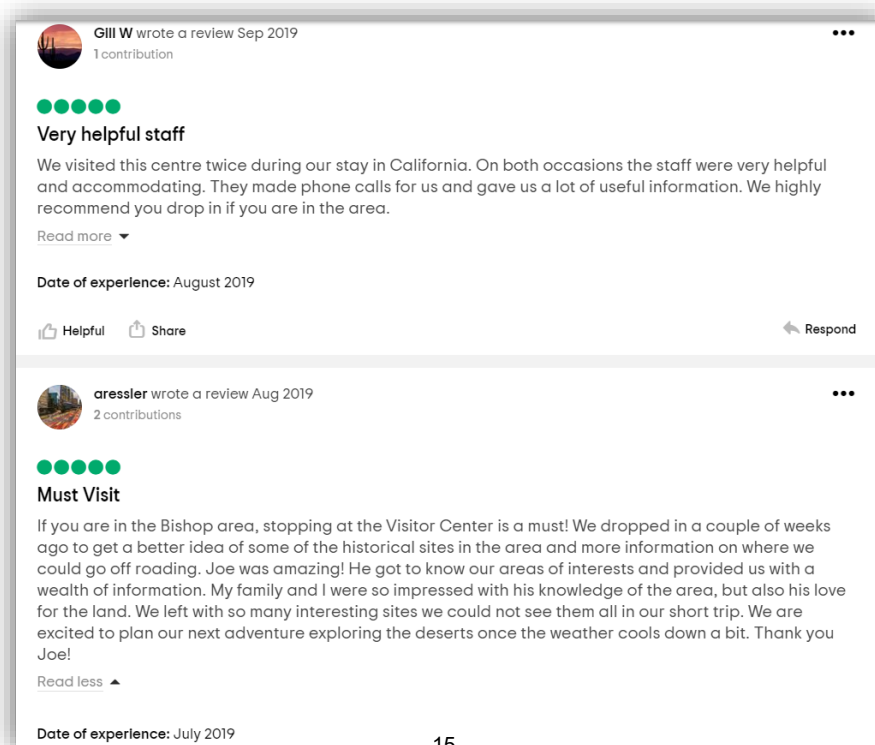 GIll W wrote a review Sep 2019
1 contribution
Very helpful staff
We visited this centre twice during our stay in California. On both occasions the staff were very helpful
and accommodating. They made phone calls for us and gave us a lot of useful information. We highly
recommend you drop in if you are in the area.
Read more
Date of experience: August 2019
Helpful Share Respond
aressler wrote a review Aug 2019
2 contributions
Must Visit
If you are in the Bishop area, stopping at the Visitor Center is a must! We dropped in a couple of weeks
ago to get a better idea of some of the historical sites in the area and more information on where we
could go off roading. Joe was amazing! He got to know our areas of interests and provided us with a
wealth of information. My family and I were so impressed with his knowledge of the area, but also his love
for the land. We left with so many interesting sites we could not see them all in our short trip. We are
excited to plan our next adventure exploring the deserts once the weather cools down a bit. Thank you
Joe!
Read less
Date of experience: July 2019
15